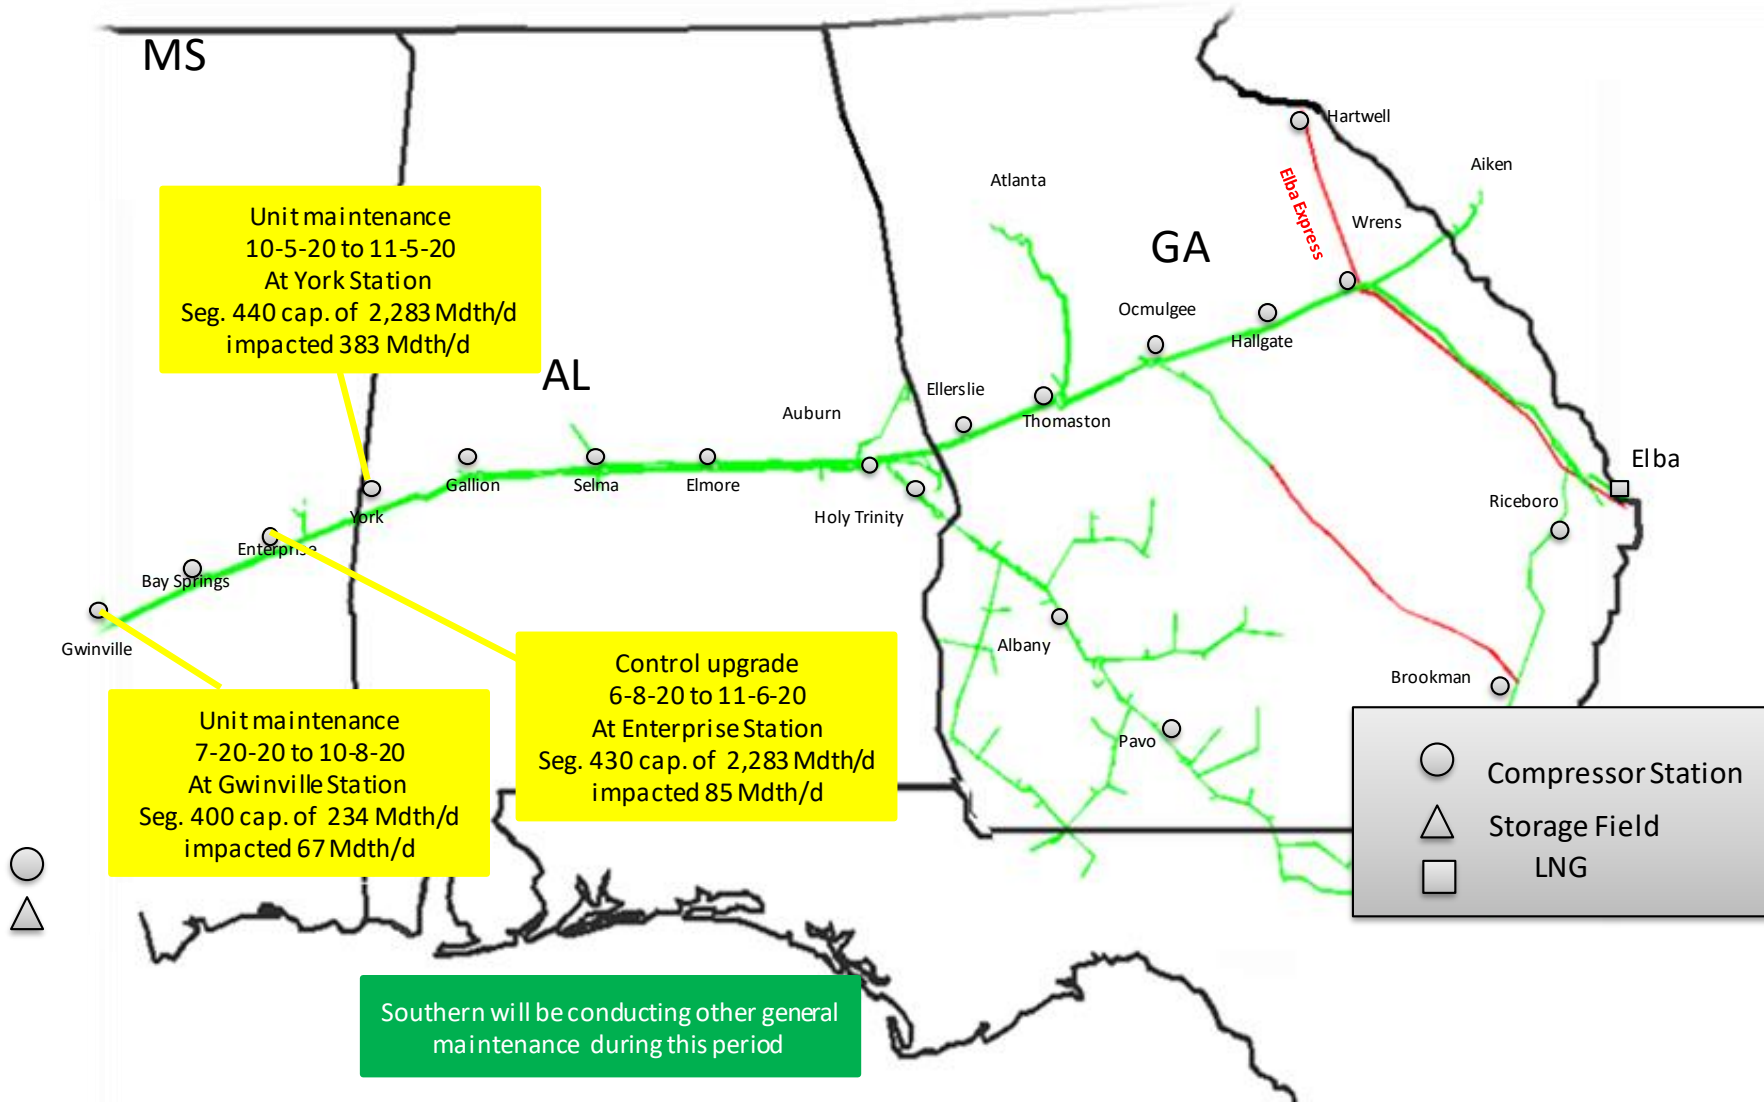 MS
Hartwell
Aiken
Atlanta
Elba Express
Wrens
Unit maintenance
10-5-20 to 11-5-20
At York Station
Seg. 440 cap. of 2,283 Mdth/d
impacted 383 Mdth/d
GA
Ocmulgee
Hallgate
AL
Ellerslie
Auburn
Thomaston
Elba
Gallion
Selma
Elmore
Riceboro
York
Holy Trinity
Enterprise
Bay Springs
Gwinville
Albany
Brookman
Control upgrade
6-8-20 to 11-6-20
At Enterprise Station
Seg. 430 cap. of 2,283 Mdth/d
impacted 85 Mdth/d
Unit maintenance
7-20-20 to 10-8-20
At Gwinville Station
Seg. 400 cap. of 234 Mdth/d
impacted 67 Mdth/d
Pavo
Compressor Station
Storage Field
LNG
Southern will be conducting other general
maintenance during this period